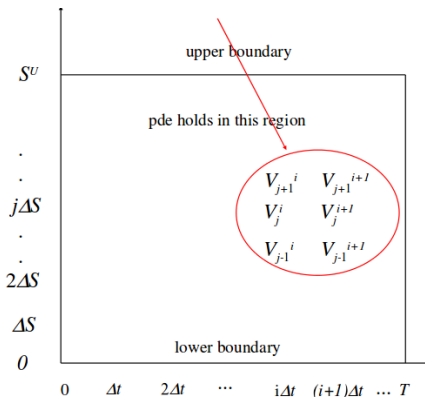 upper boundary
S^U
pde holds in this region
.
.
V_{j+1}^i V_{j+1}^{i+1}
jΔS
V_j^i V_j^{i+1}
.
.
V_{j-1}^i V_{j-1}^{i+1}
2ΔS
ΔS
lower boundary
0
0 Δt 2Δt ... iΔt (i+1)Δt ... T